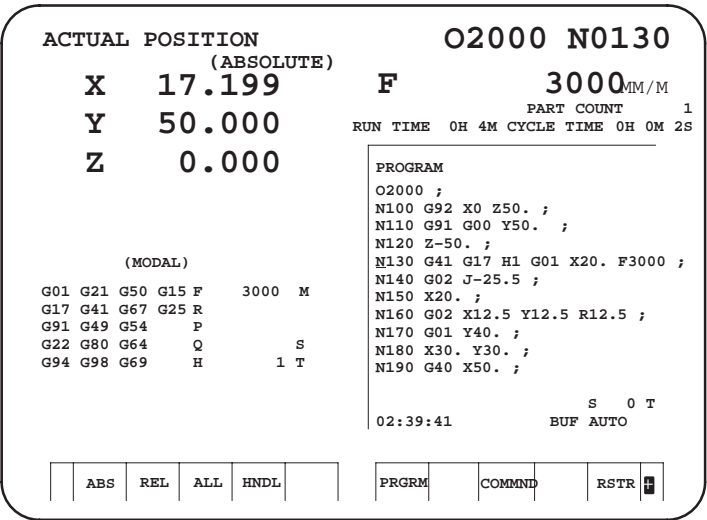 ACTUAL POSITION
(ABSOLUTE)
O2000 N0130
X 17.199
Y 50.000
Z 0.000
F 3000 MM/M
PART COUNT 1
RUN TIME 0H 4M CYCLE TIME 0H 0M 2S
(MODAL)
G01 G21 G50 G15 F 3000 M
G17 G41 G67 G25 R
G91 G49 G54 P
G22 G80 G64 Q S
G94 G98 G69 H 1 T
PROGRAM
O2000 ;
N100 G92 X0 Z50. ;
N110 G91 G00 Y50. ;
N120 Z-50. ;
N130 G41 G17 H1 G01 X20. F3000 ;
N140 G02 J-25.5 ;
N150 X20. ;
N160 G02 X12.5 Y12.5 R12.5 ;
N170 G01 Y40. ;
N180 X30. Y30. ;
N190 G40 X50. ;
S 0 T
02:39:41 BUF AUTO
ABS REL ALL HNDL PRGRM COMMND RSTR +